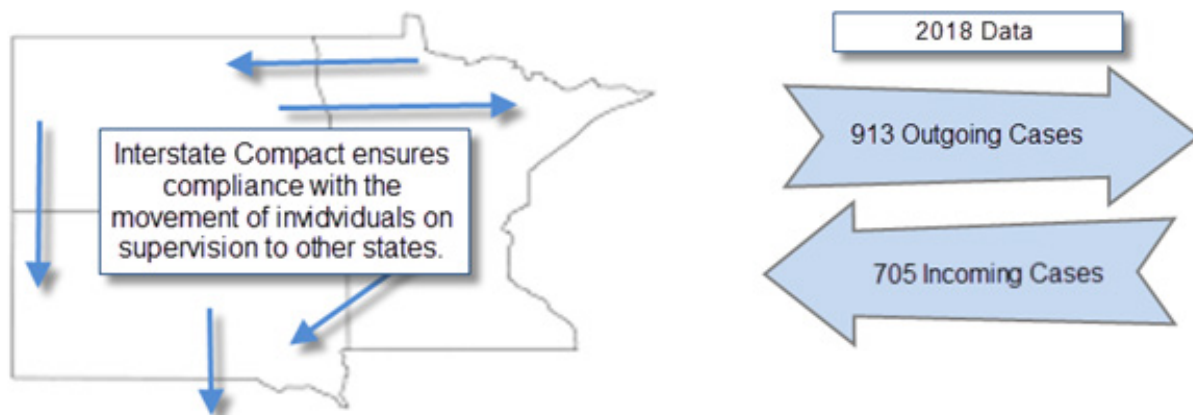 2018 Data
913 Outgoing Cases
Interstate Compact ensures
compliance with the
movement of invidviduals on
supervision to other states.
705 Incoming Cases